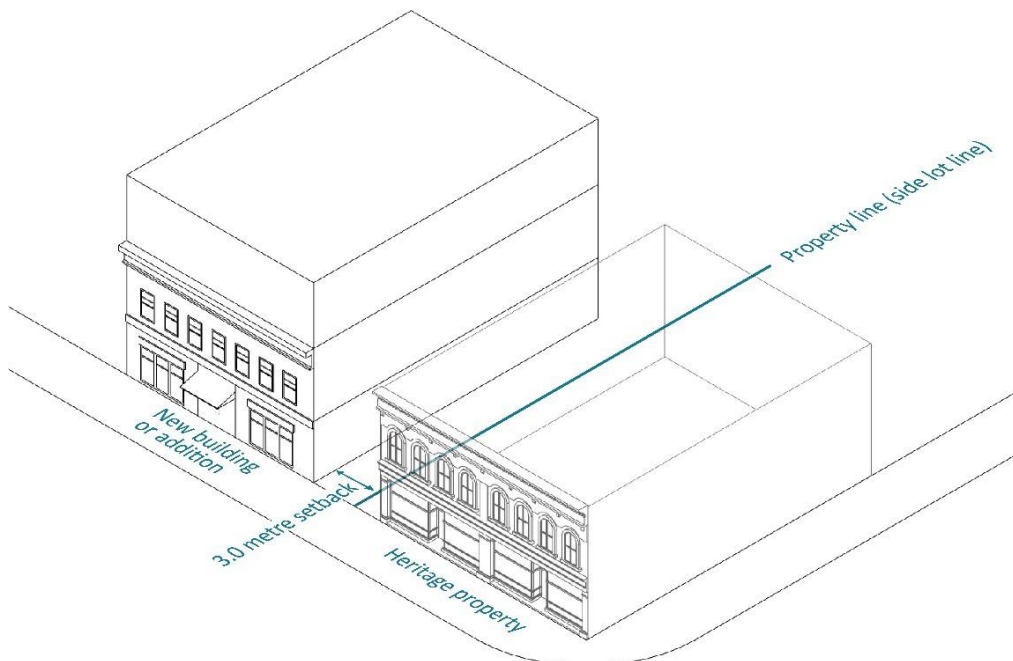 Property line (side lot line)
New building
or addition
3.0 metre setback
Heritage property